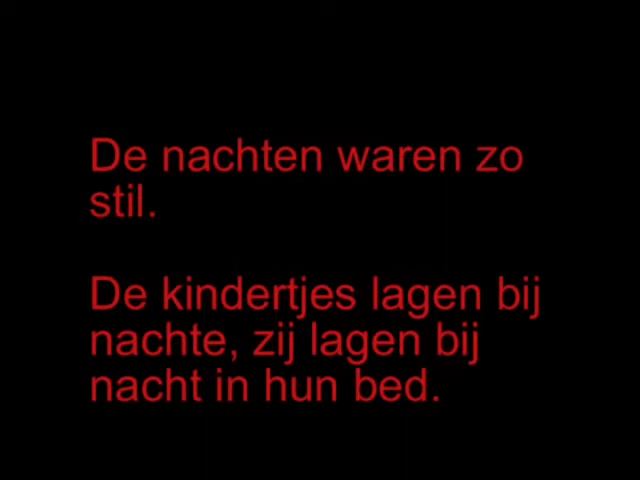 De nachten waren zo
stil.
De kindertjes lagen bij
nachte, zij lagen bij
nacht in hun bed.